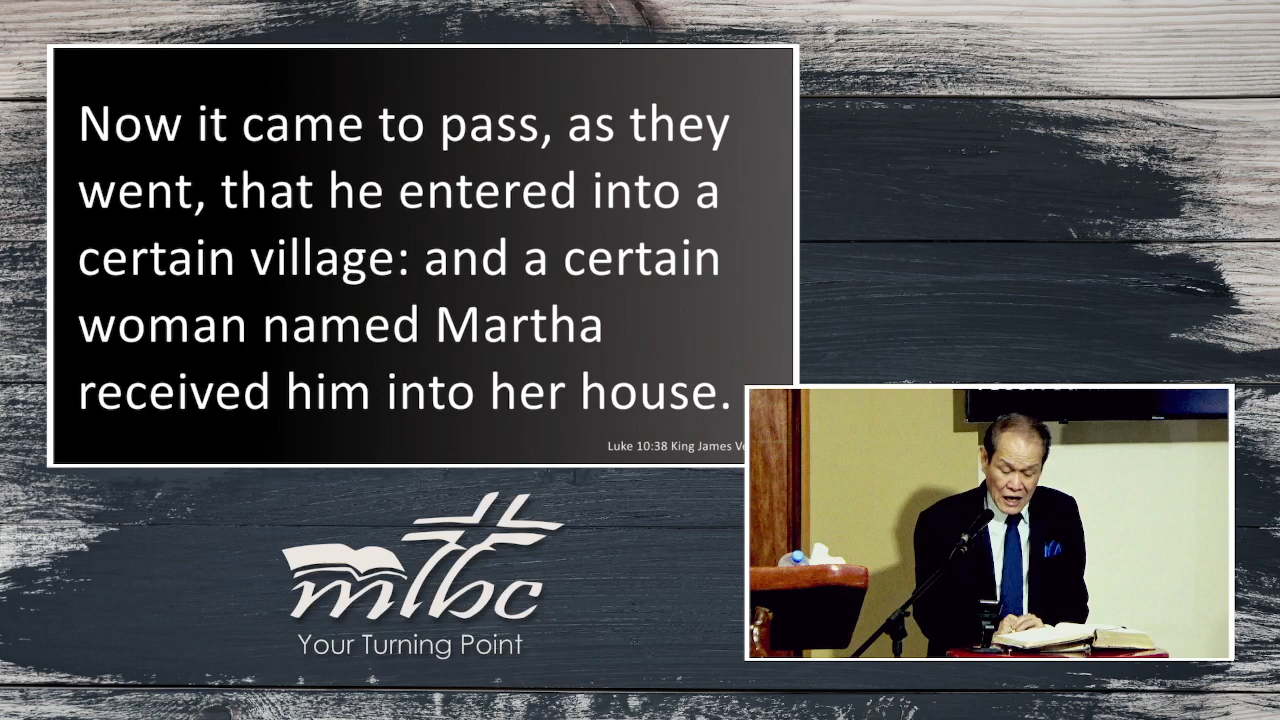 Now it came to pass, as they
went, that he entered into a
certain village: and a certain
woman named Martha
received him into her house.
Luke 10:38 King James
mlbc
Your Turning Point